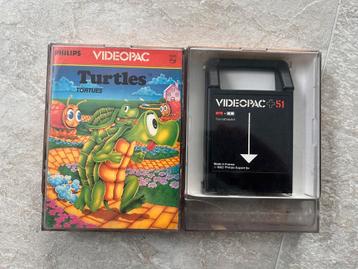 PHILIPS
VIDEOPAC
Turtles
TORTUES
VIDEOPAC+51
Made in France